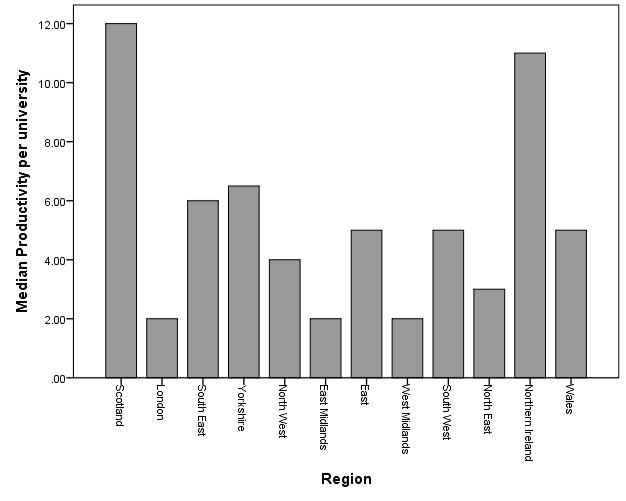 Median Productivity per university
12.00
10.00
8.00
6.00
4.00
2.00
.00
Scotland
London
South East
Yorkshire
North West
East Midlands
East
West Midlands
South West
North East
Northern Ireland
Wales
Region